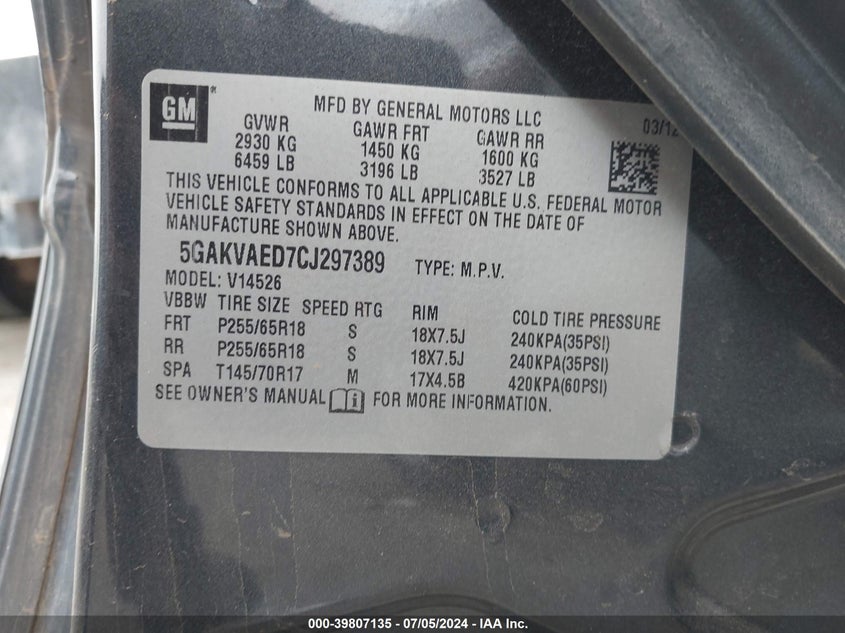 GM
MFD BY GENERAL MOTORS LLC
03/12
GVWR GAWR FRT GAWR RR
2930 KG 1450 KG 1600 KG
6459 LB 3196 LB 3527 LB
THIS VEHICLE CONFORMS TO ALL APPLICABLE U.S. FEDERAL MOTOR
VEHICLE SAFETY STANDARDS IN EFFECT ON THE DATE OF
MANUFACTURE SHOWN ABOVE.
5GAKVAED7CJ297389 TYPE: M.P.V.
MODEL: V14526
VBBW TIRE SIZE SPEED RTG RIM COLD TIRE PRESSURE
FRT P255/65R18 S 18X7.5J 240KPA(35PSI)
RR P255/65R18 S 18X7.5J 240KPA(35PSI)
SPA T145/70R17 M 17X4.5B 420KPA(60PSI)
SEE OWNER'S MANUAL FOR MORE INFORMATION.
000-39807135 - 07/05/2024 - IAA Inc.